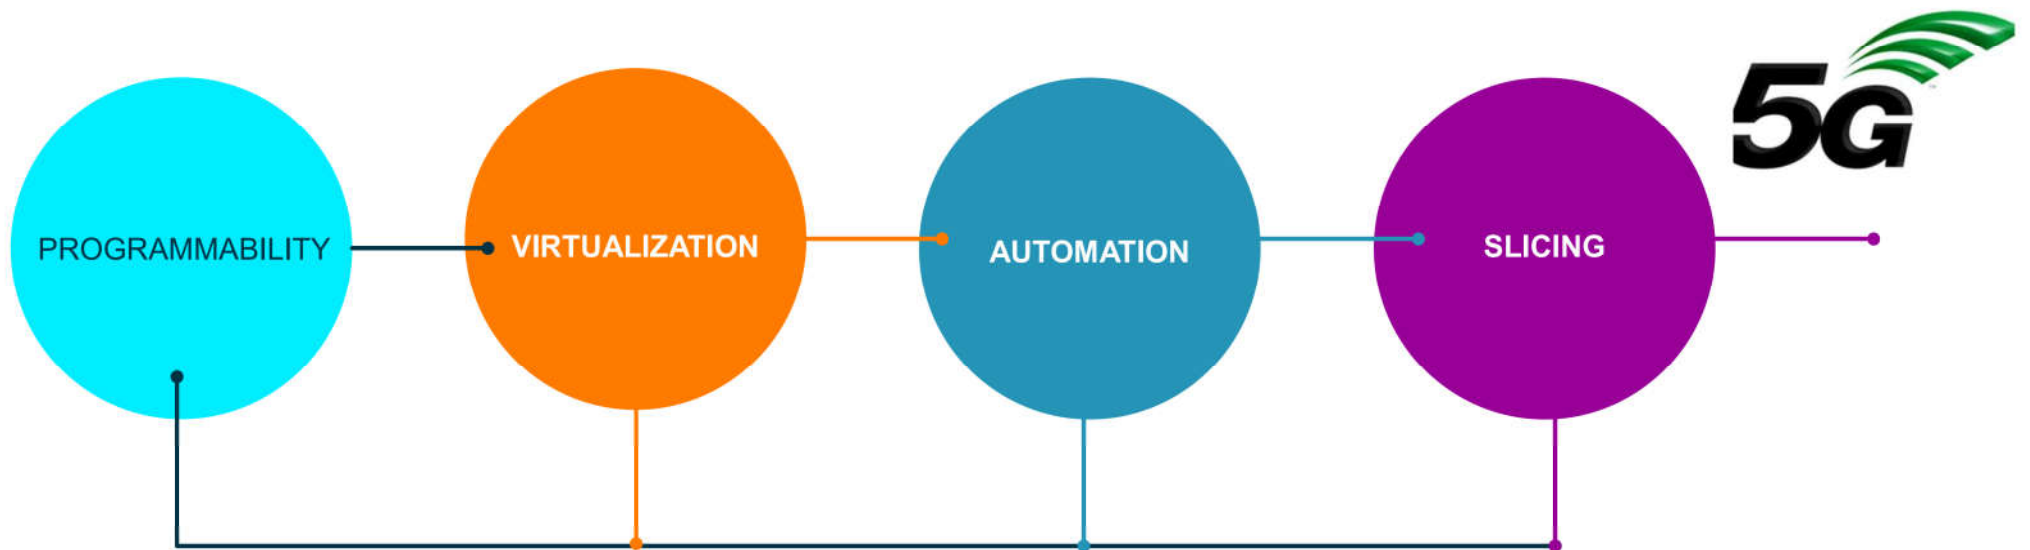 5G
PROGRAMMABILITY
VIRTUALIZATION
AUTOMATION
SLICING